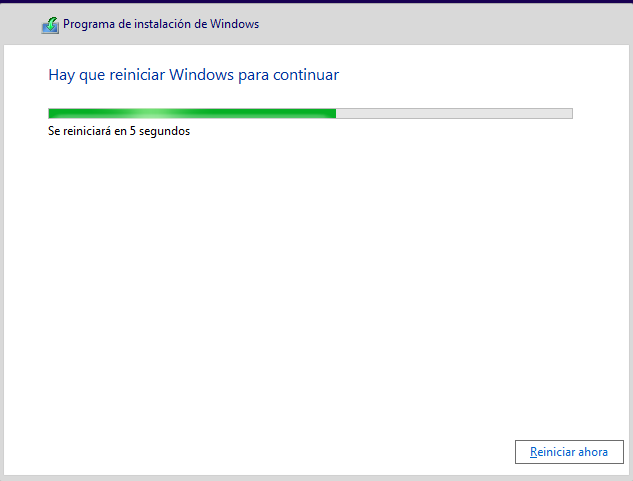 Programa de instalación de Windows
Hay que reiniciar Windows para continuar
Se reiniciará en 5 segundos
Reiniciar ahora